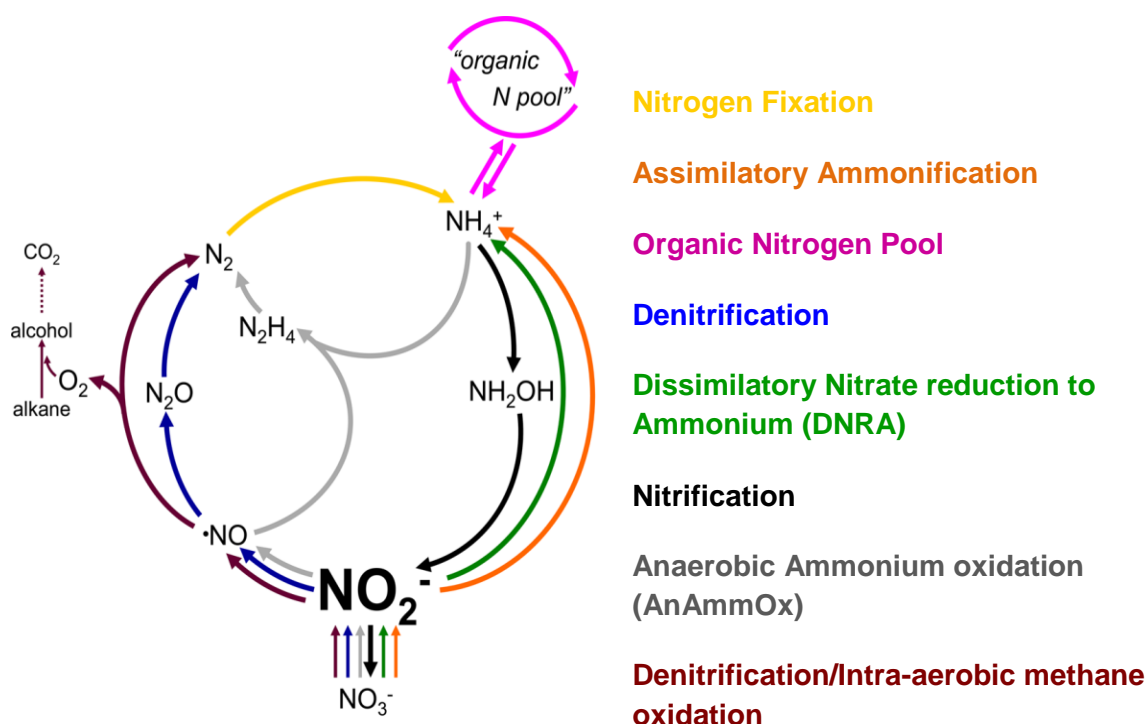 “organic
N pool”
NH₄⁺
N₂
CO₂
N₂H₄
alcohol
O₂
N₂O
NH₂OH
alkane
•NO
NO₂⁻
NO₃⁻
Nitrogen Fixation
Assimilatory Ammonification
Organic Nitrogen Pool
Denitrification
Dissimilatory Nitrate reduction to
Ammonium (DNRA)
Nitrification
Anaerobic Ammonium oxidation
(AnAmmOx)
Denitrification/Intra-aerobic methane
oxidation